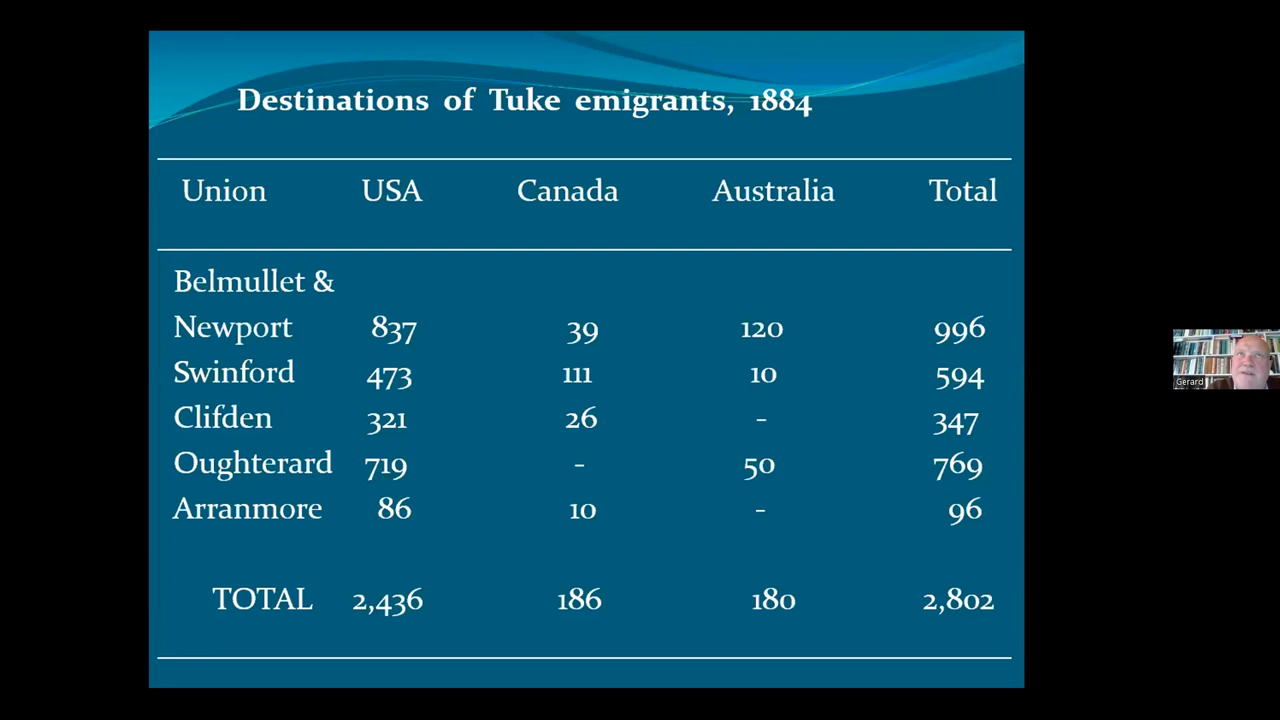 Destinations of Tuke emigrants, 1884
Union USA Canada Australia Total
Belmullet &
Newport 837 39 120 996
Swinford 473 111 10 594
Clifden 321 26 - 347
Oughterard 719 - 50 769
Arranmore 86 10 - 96
TOTAL 2,436 186 180 2,802
Gerard